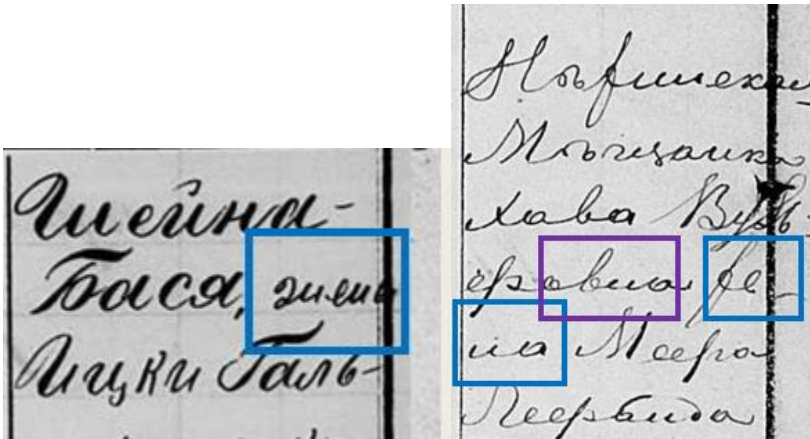 Шейна-
Бася, жена
Ицки Галь-
Мѣщанка
Хава Вуль
фовна же-
на Меера